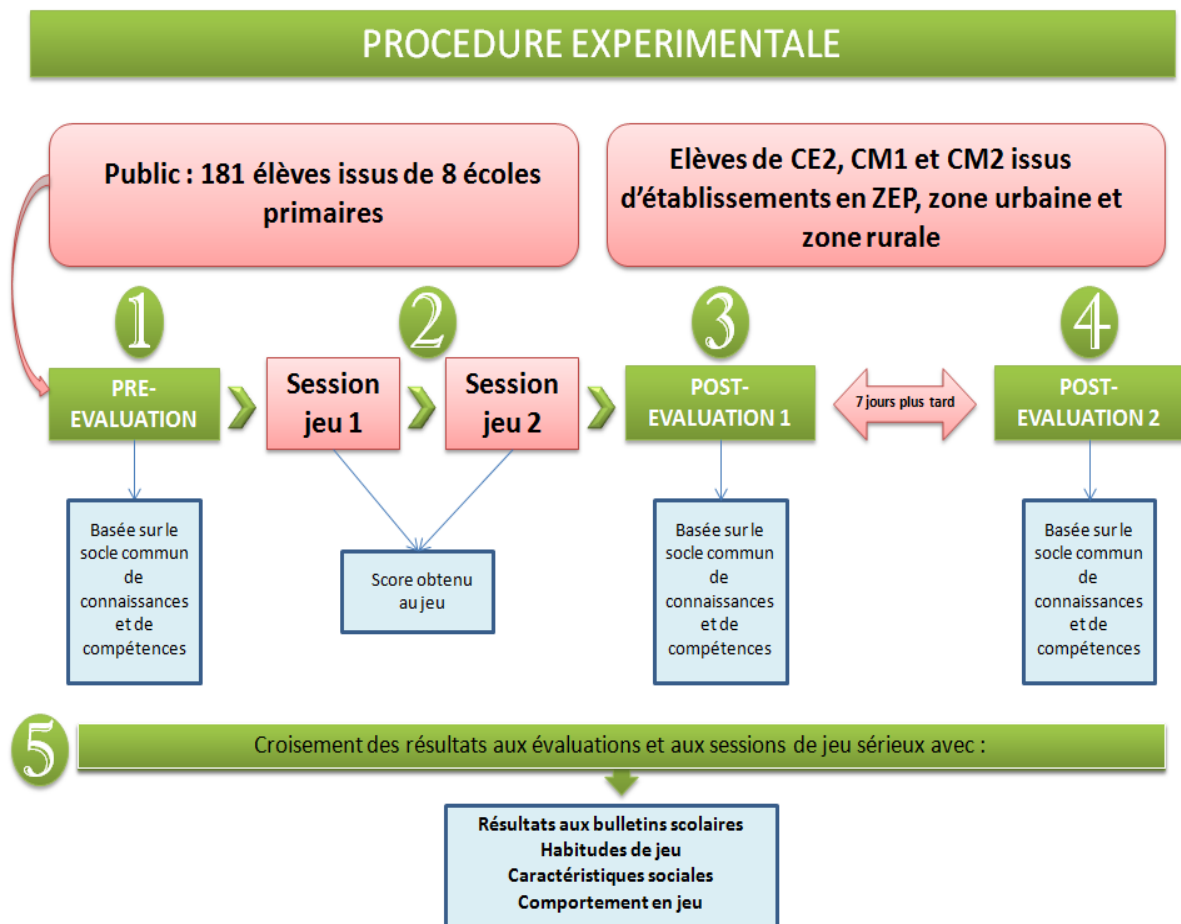 PROCEDURE EXPERIMENTALE
Public : 181 élèves issus de 8 écoles
primaires
Elèves de CE2, CM1 et CM2 issus
d'établissements en ZEP, zone urbaine et
zone rurale
1
2
3
4
PRE-
EVALUATION
Session
jeu 1
Session
jeu 2
POST-
EVALUATION 1
7 jours plus tard
POST-
EVALUATION 2
Basée sur le
socle commun
de
connaissances
et de
compétences
Score obtenu
au jeu
Basée sur le
socle commun
de
connaissances
et de
compétences
Basée sur le
socle commun
de
connaissances
et de
compétences
5
Croisement des résultats aux évaluations et aux sessions de jeu sérieux avec :
Résultats aux bulletins scolaires
Habitudes de jeu
Caractéristiques sociales
Comportement en jeu